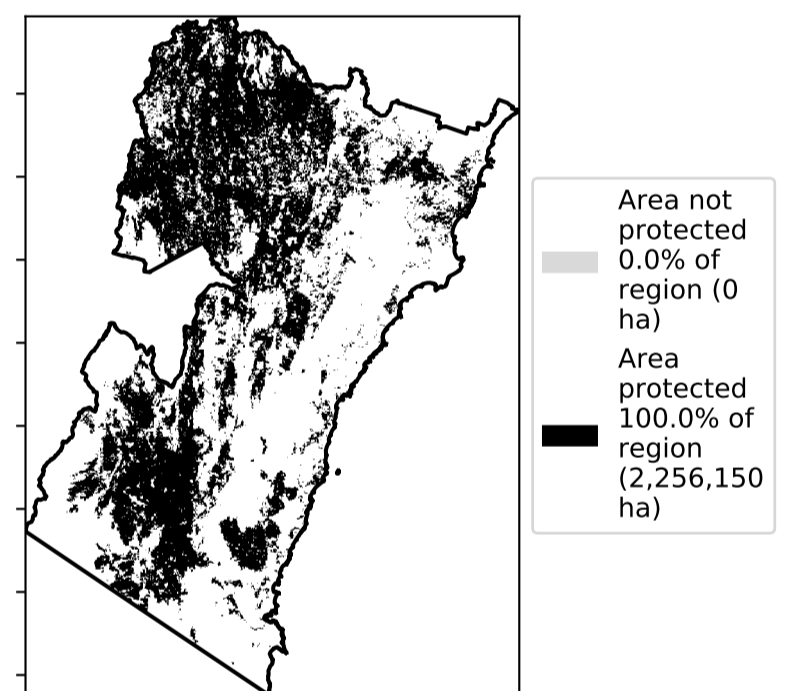 Area not
protected
0.0% of
region (0
ha)
Area
protected
100.0% of
region
(2,256,150
ha)